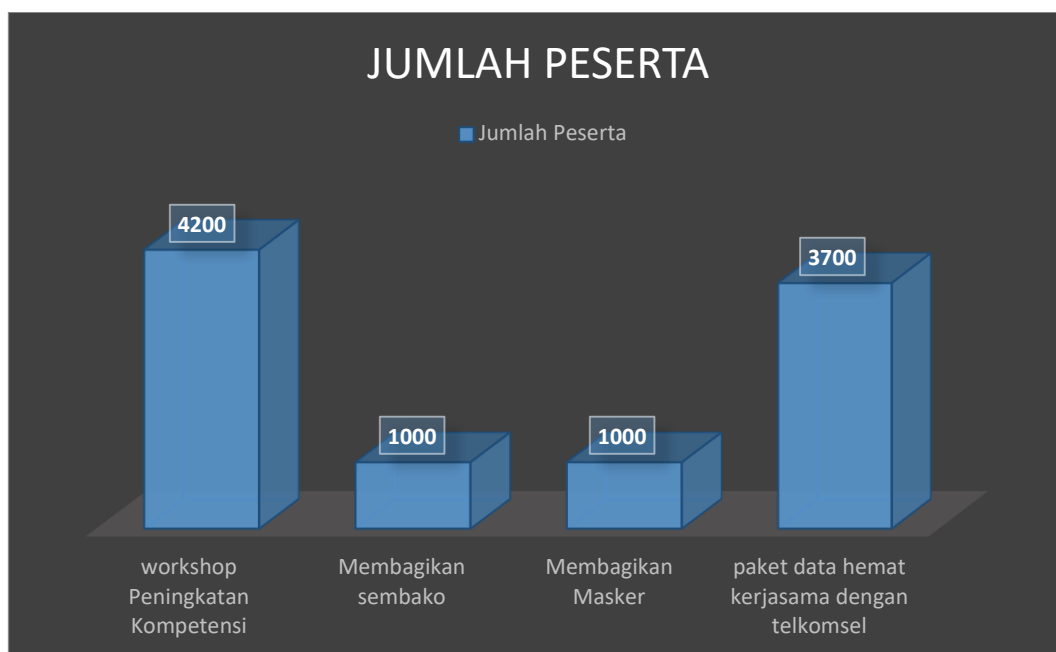 JUMLAH PESERTA
Jumlah Peserta
4200
1000
1000
3700
workshop
Peningkatan
Kompetensi
Membagikan
sembako
Membagikan
Masker
paket data hemat
kerjasama dengan
telkomsel